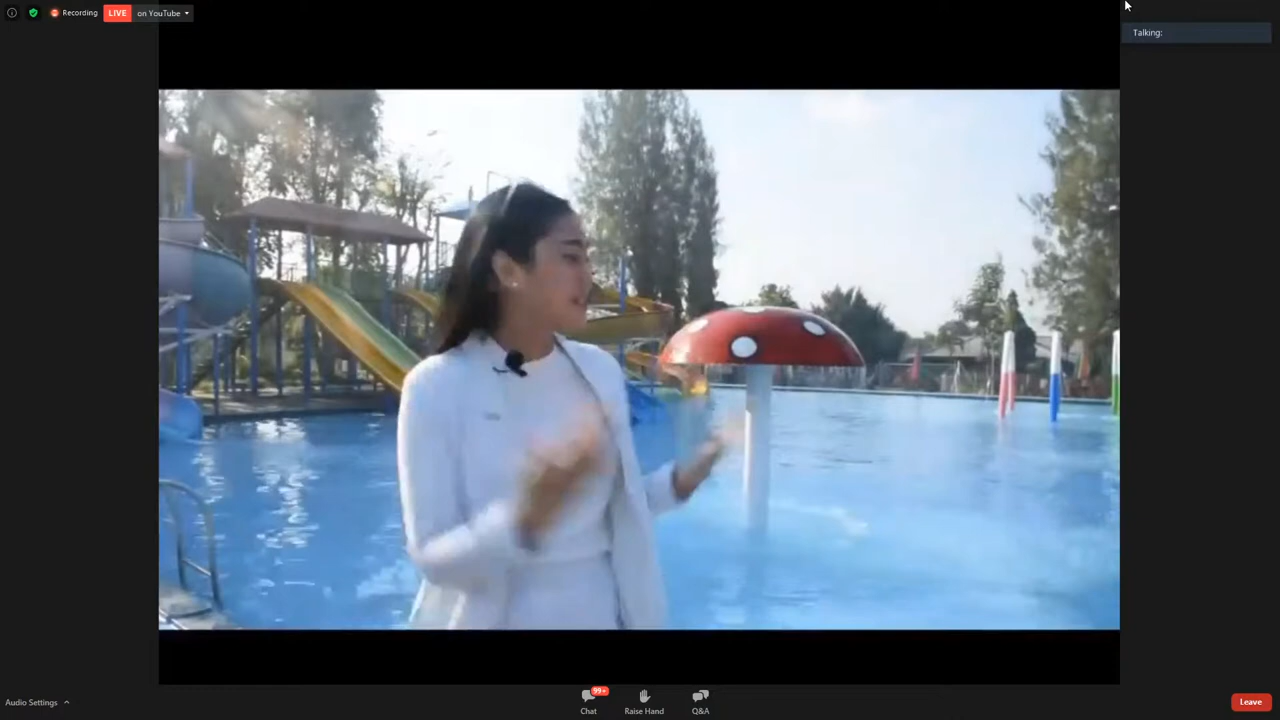 Recording
LIVE on YouTube
Talking:
Audio Settings
99+
Chat
Raise Hand
Q&A
Leave